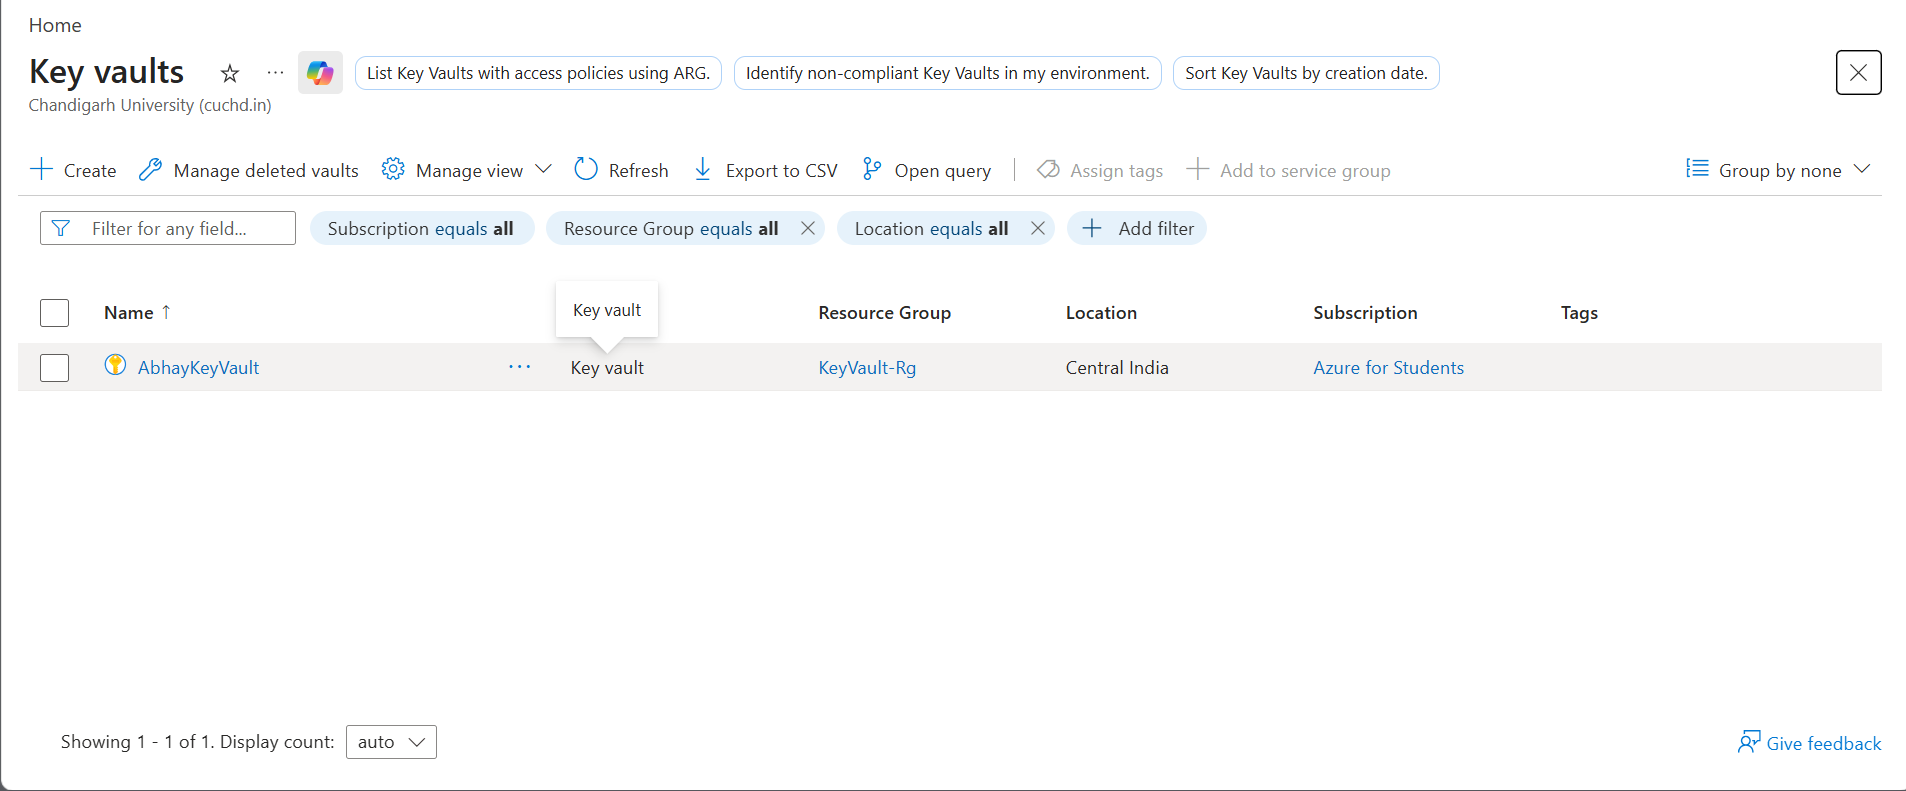 Home
Key vaults ... List Key Vaults with access policies using ARG. Identify non-compliant Key Vaults in my environment. Sort Key Vaults by creation date.
Chandigarh University (cuchd.in)
Create Manage deleted vaults Manage view Refresh Export to CSV Open query Assign tags Add to service group Group by none
Filter for any field... Subscription equals all Resource Group equals all Location equals all Add filter
Name ↑ Key vault Resource Group Location Subscription Tags
AbhayKeyVault ... Key vault KeyVault-Rg Central India Azure for Students
Showing 1 - 1 of 1. Display count: auto Give feedback